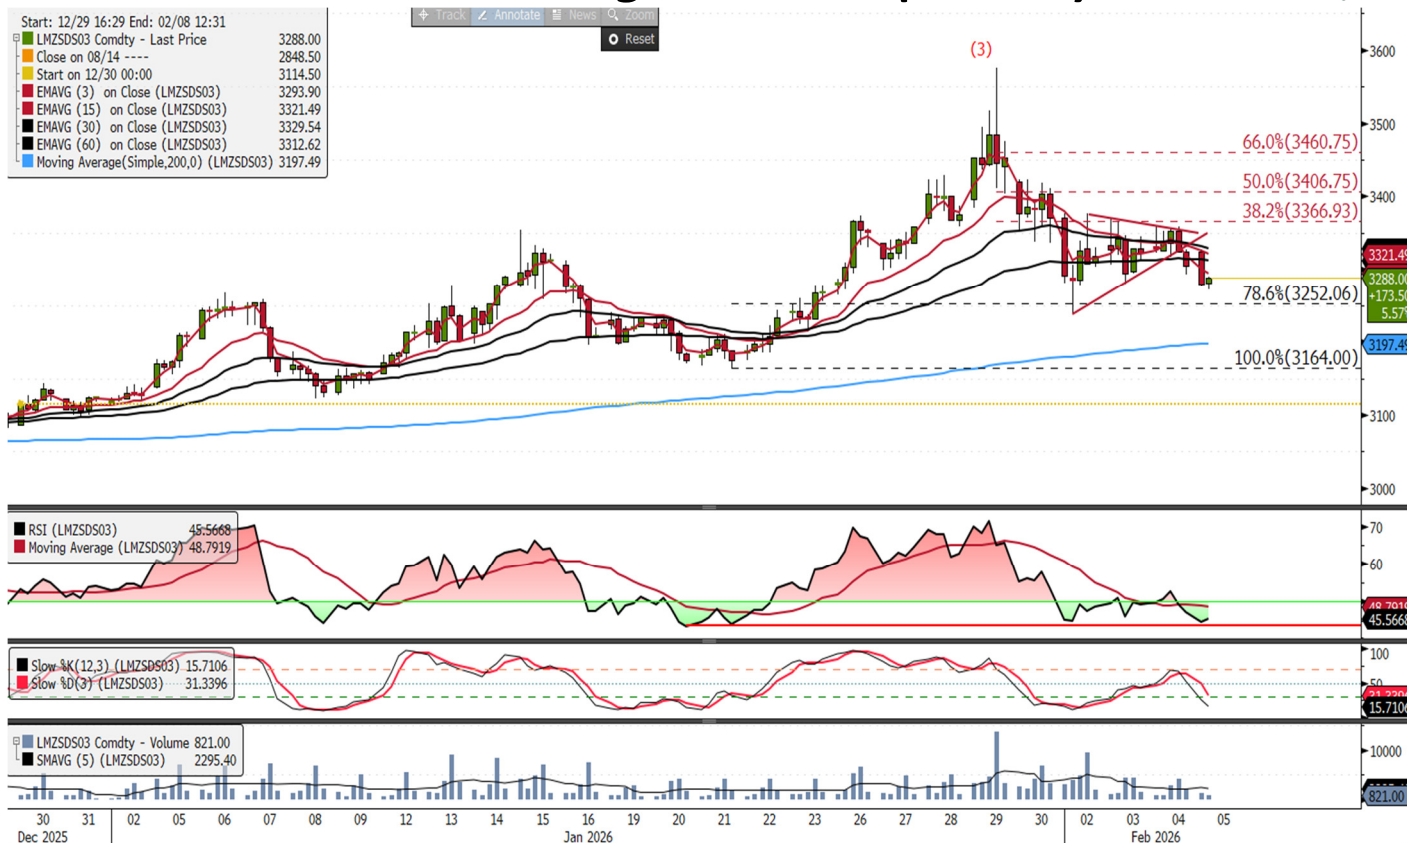 Track Annotate News Zoom
Reset
Start: 12/29 16:29 End: 02/08 12:31
LMZSDS03 Comdty - Last Price 3288.00
Close on 08/14 ---- 2848.50
Start on 12/30 00:00 3114.50
EMAVG (3) on Close (LMZSDS03) 3293.90
EMAVG (15) on Close (LMZSDS03) 3321.49
EMAVG (30) on Close (LMZSDS03) 3329.54
EMAVG (60) on Close (LMZSDS03) 3312.62
Moving Average(Simple,200,0) (LMZSDS03) 3197.49
(3)
3600
3500
66.0%(3460.75)
50.0%(3406.75)
3400
38.2%(3366.93)
3321.49
3288.00
+173.50
5.57%
78.6%(3252.06)
3197.49
100.0%(3164.00)
3100
3000
RSI (LMZSDS03) 45.5668
Moving Average (LMZSDS03) 48.7919
70
60
48.7919
45.5668
Slow %K(12,3) (LMZSDS03) 15.7106
Slow %D(3) (LMZSDS03) 31.3396
100
50
31.3396
15.7106
LMZSDS03 Comdty - Volume 821.00
SMAVG (5) (LMZSDS03) 2295.40
10000
821.00
30 31 02 05 06 07 08 09 12 13 14 15 16 19 20 21 22 23 26 27 28 29 30 02 03 04 05
Dec 2025 Jan 2026 Feb 2026